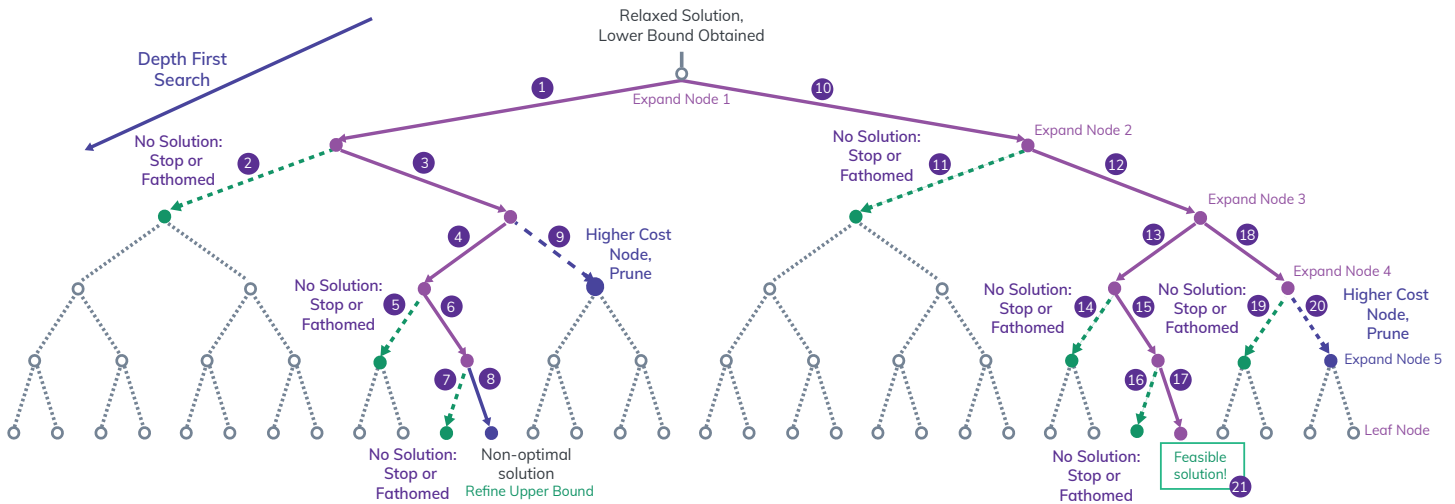 Relaxed Solution,
Lower Bound Obtained
Depth First
Search
1
10
Expand Node 1
Expand Node 2
No Solution:
Stop or
Fathomed
2
3
No Solution:
Stop or
Fathomed
11
12
Expand Node 3
4
9
Higher Cost
Node,
Prune
13
18
Expand Node 4
No Solution:
Stop or
Fathomed
5
6
No Solution:
Stop or
Fathomed
14
15
No Solution:
Stop or
Fathomed
19
20
Higher Cost
Node,
Prune
Expand Node 5
7
8
16
17
Leaf Node
No Solution:
Stop or
Fathomed
Non-optimal
solution
Refine Upper Bound
No Solution:
Stop or
Fathomed
Feasible
solution!
21